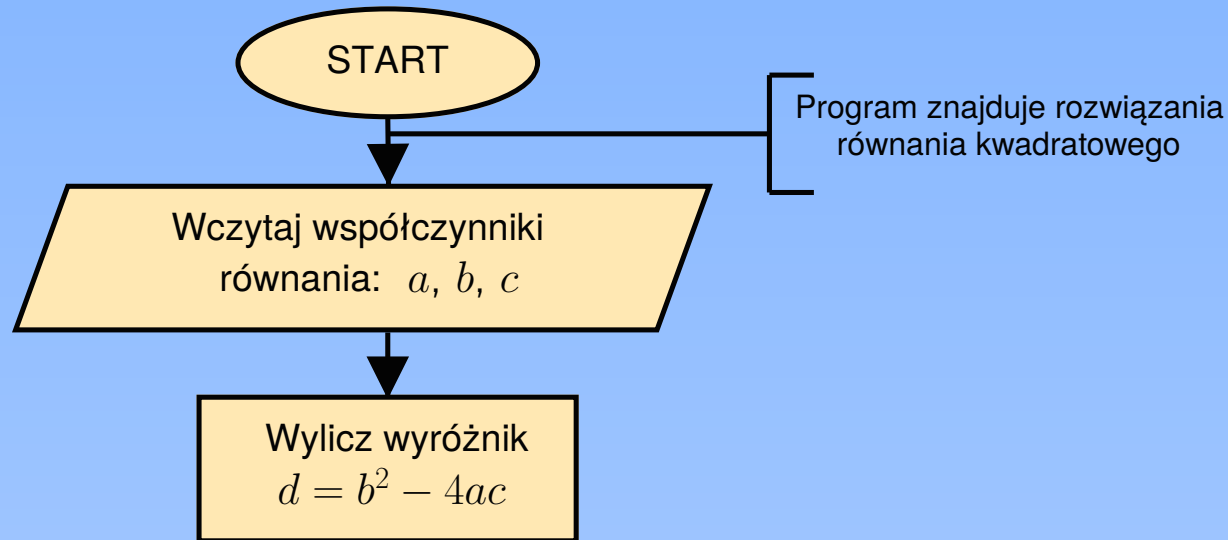 START
Program znajduje rozwiązania
równania kwadratowego
Wczytaj współczynniki
równania: a, b, c
Wylicz wyróżnik
d = b² − 4ac